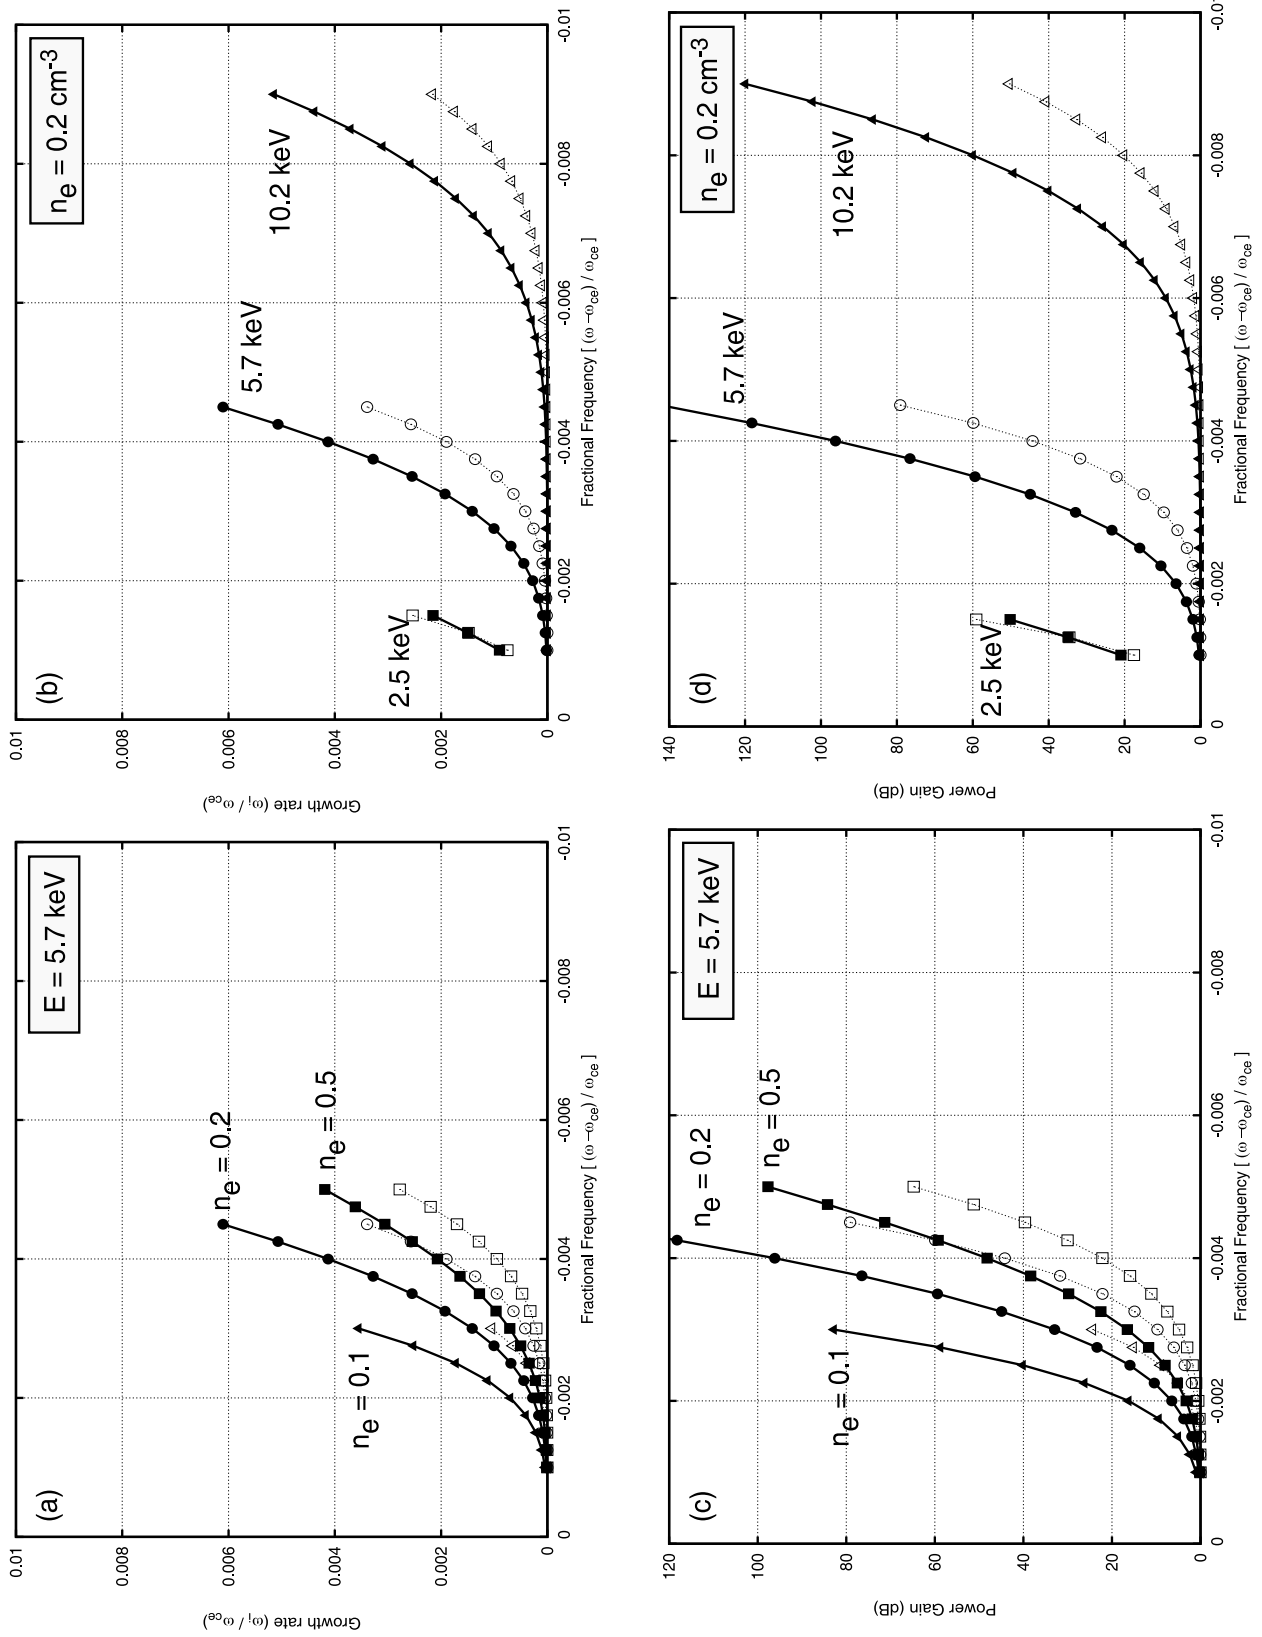 (a)
E = 5.7 keV
n_e = 0.1
n_e = 0.2
n_e = 0.5
Growth rate (ω_i / ω_ce)
0.01
0.008
0.006
0.004
0.002
0
0
-0.002
-0.004
-0.006
-0.008
-0.01
Fractional Frequency [ (ω−ω_ce) / ω_ce ]
(b)
n_e = 0.2 cm^-3
2.5 keV
5.7 keV
10.2 keV
Growth rate (ω_i / ω_ce)
0.01
0.008
0.006
0.004
0.002
0
0
-0.002
-0.004
-0.006
-0.008
-0.01
Fractional Frequency [ (ω−ω_ce) / ω_ce ]
(c)
E = 5.7 keV
n_e = 0.1
n_e = 0.2
n_e = 0.5
Power Gain (dB)
120
100
80
60
40
20
0
0
-0.002
-0.004
-0.006
-0.008
-0.01
Fractional Frequency [ (ω−ω_ce) / ω_ce ]
(d)
n_e = 0.2 cm^-3
2.5 keV
5.7 keV
10.2 keV
Power Gain (dB)
140
120
100
80
60
40
20
0
0
-0.002
-0.004
-0.006
-0.008
-0.01
Fractional Frequency [ (ω−ω_ce) / ω_ce ]